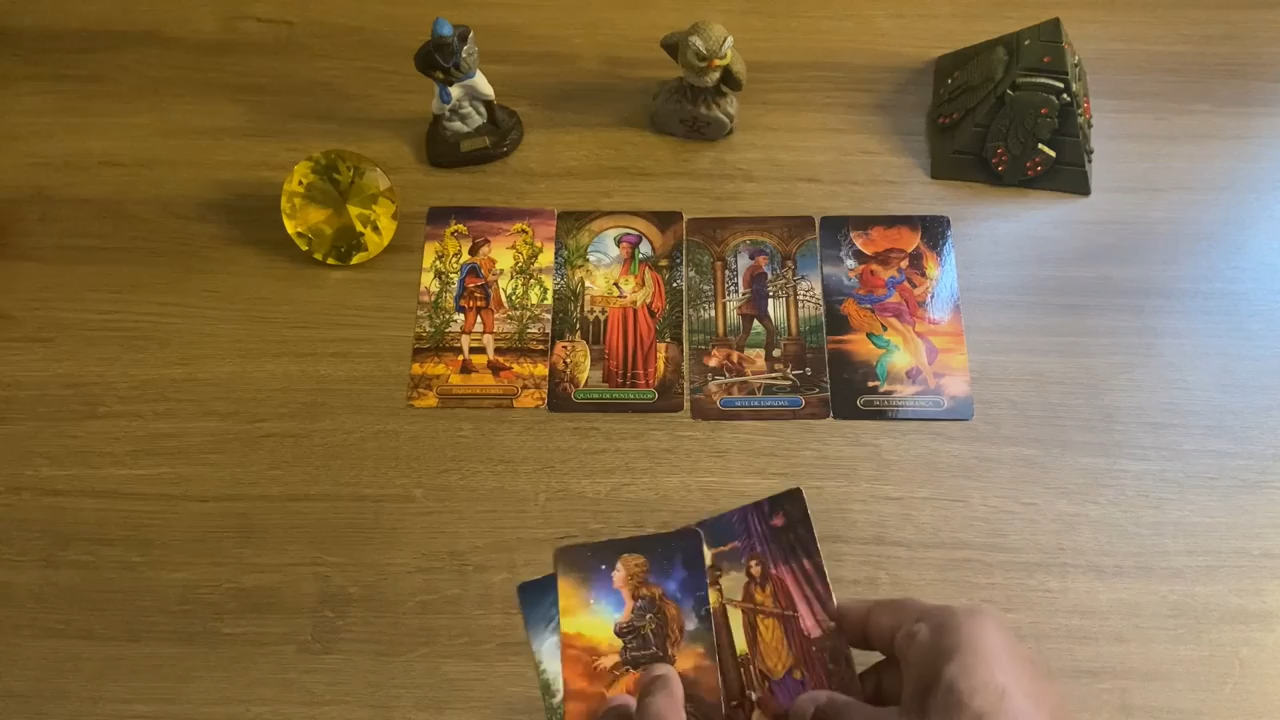 QUATRO DE PENTÁCULOS
SETE DE ESPADAS
14 | A TEMPERANÇA